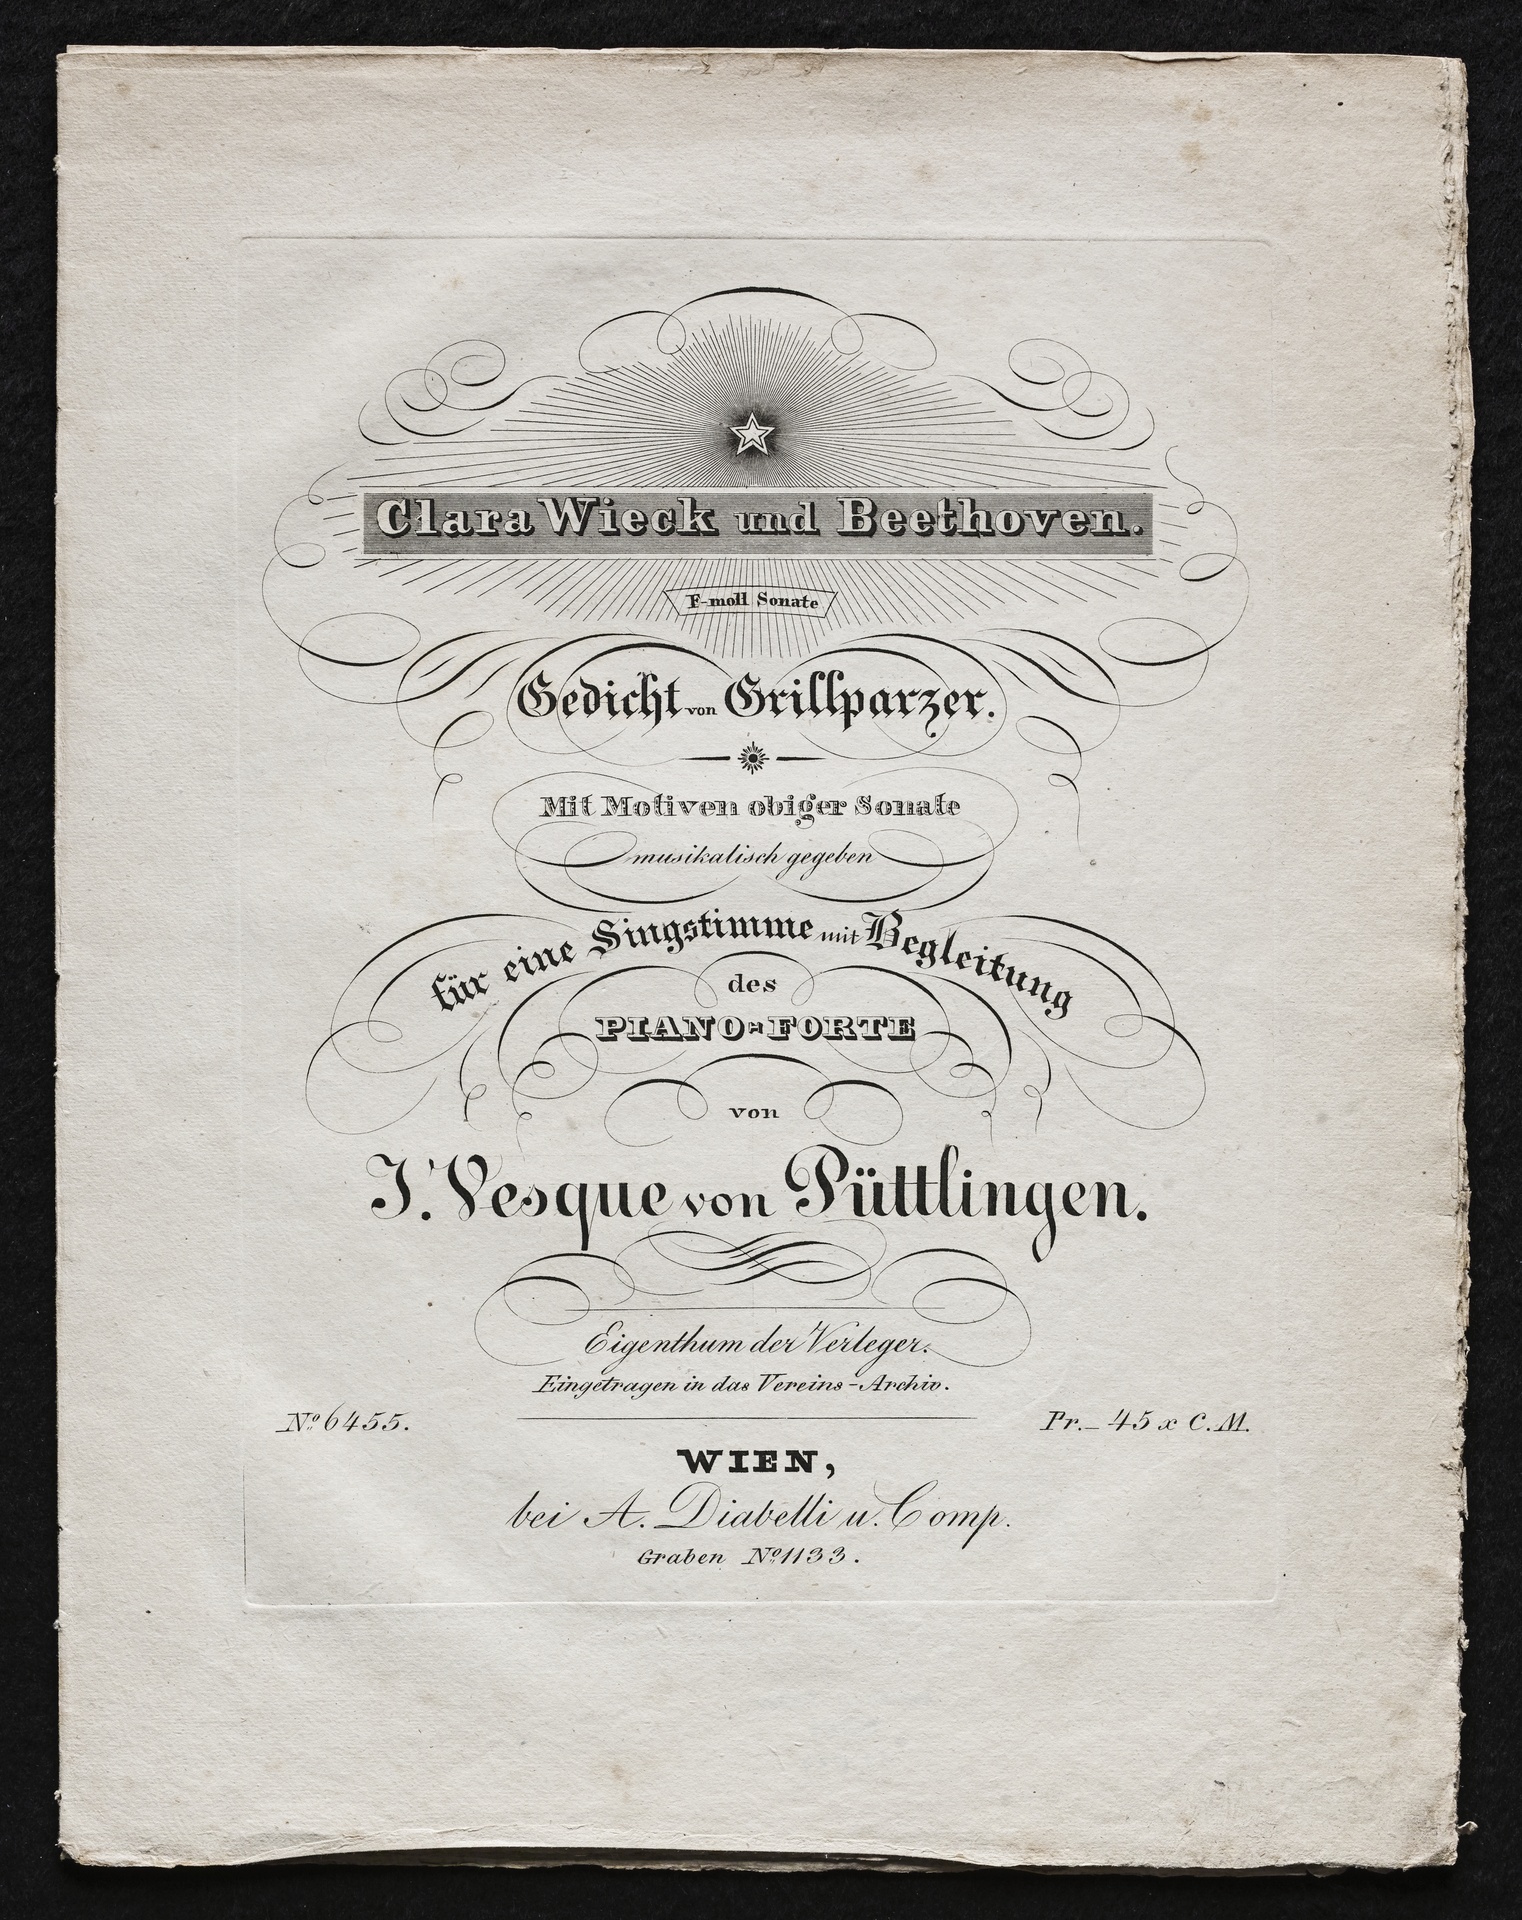 Clara Wieck und Beethoven.
F-moll Sonate
Gedicht von Grillparzer.
Mit Motiven obiger Sonate
musikalisch gegeben
für eine Singstimme mit Begleitung
des
PIANO-FORTE
von
J. Vesque von Püttlingen.
Eigenthum der Verleger.
Eingetragen in das Vereins-Archiv.
No. 6455.
Pr. _ 45 x C.M.
WIEN,
bei A. Diabelli u. Comp.
Graben No. 1133.